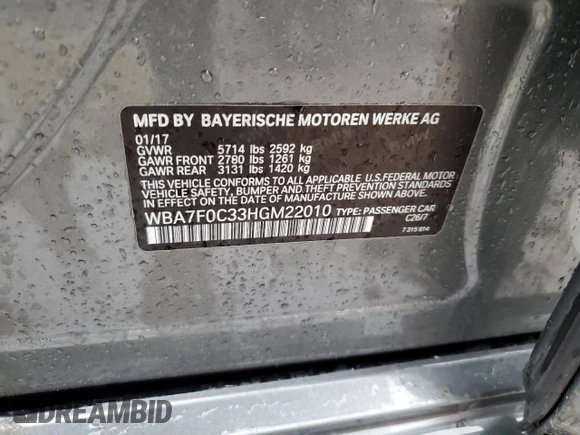 MFD BY BAYERISCHE MOTOREN WERKE AG
01/17
GVWR 5714 lbs 2592 kg
GAWR FRONT 2780 lbs 1261 kg
GAWR REAR 3131 lbs 1420 kg
THIS VEHICLE CONFORMS TO ALL APPLICABLE U.S.FEDERAL MOTOR
VEHICLE SAFETY, BUMPER, AND THEFT PREVENTION STANDARDS IN
EFFECT ON THE DATE OF MANUFACTURE SHOWN ABOVE.
WBA7F0C33HGM22010 TYPE: PASSENGER CAR
C26/7
7 315 814
DREAMBID